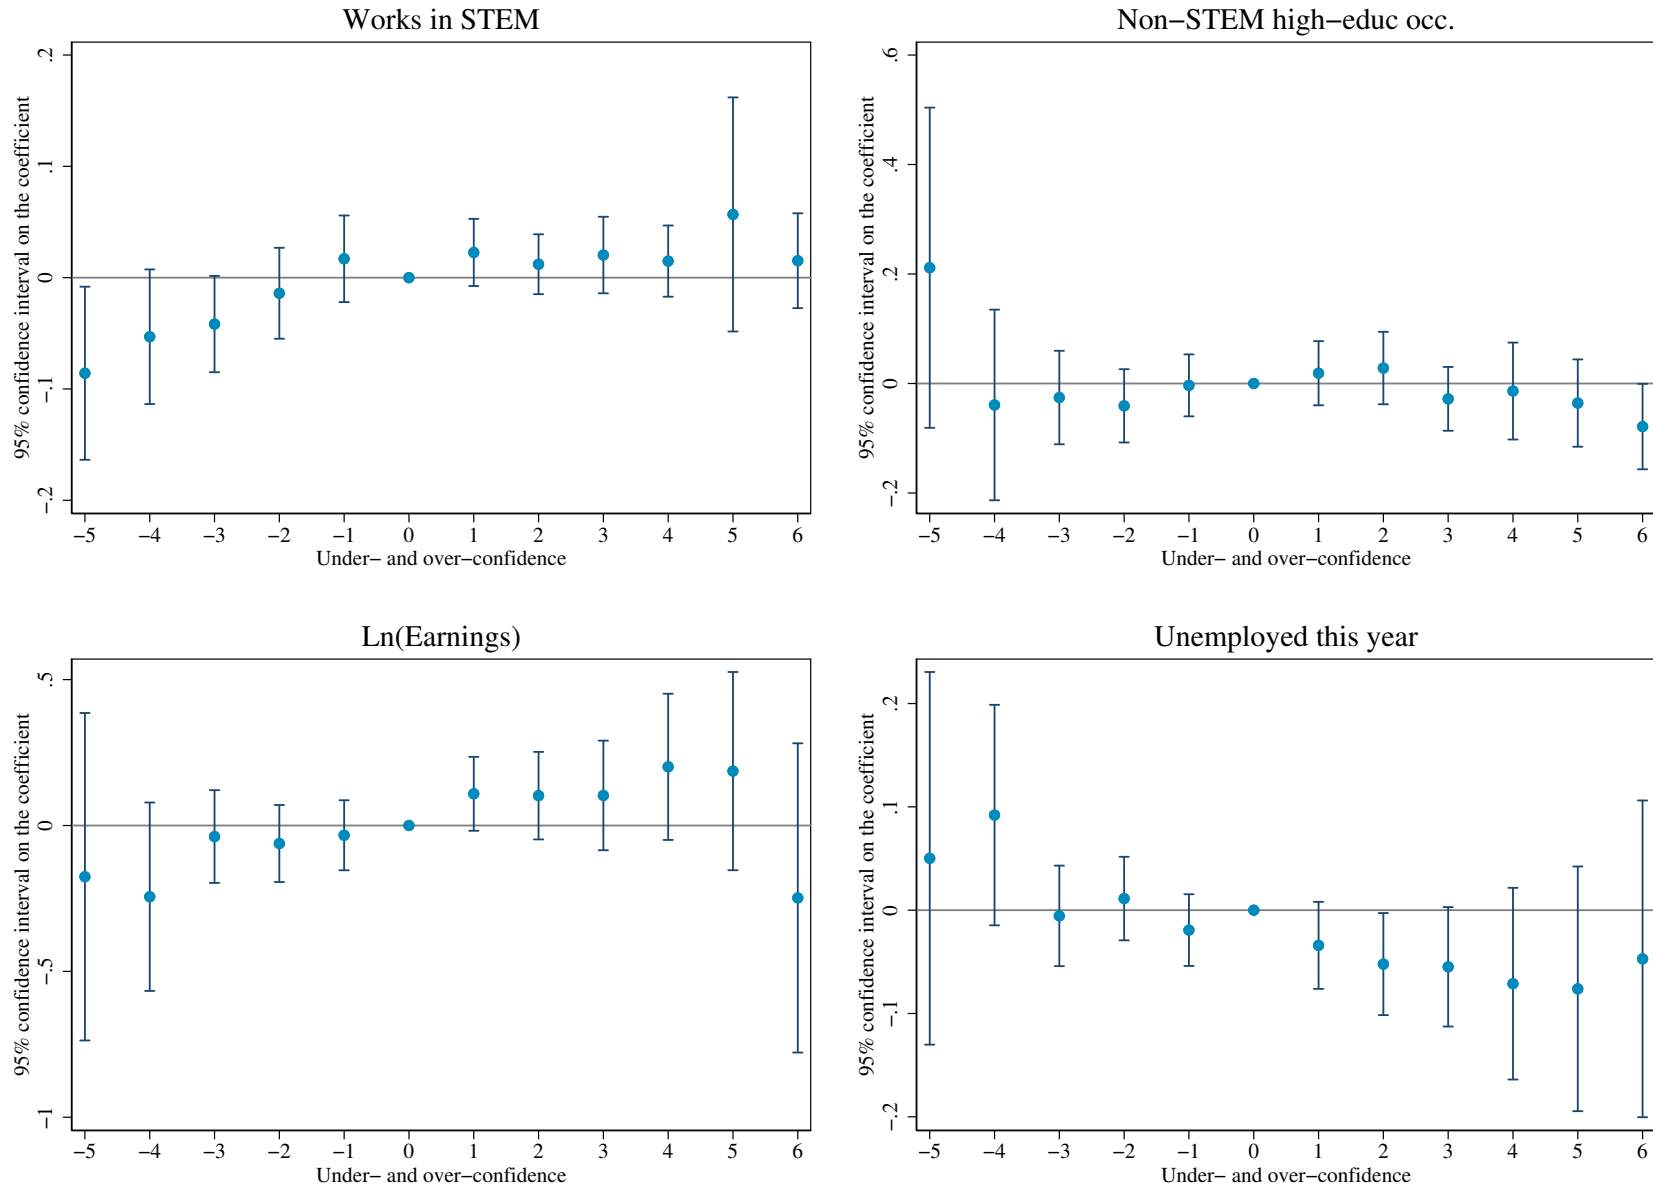 Works in STEM
95% confidence interval on the coefficient
.2
.1
0
−.1
−.2
−5 −4 −3 −2 −1 0 1 2 3 4 5 6
Under− and over−confidence
Non−STEM high−educ occ.
95% confidence interval on the coefficient
.6
.4
.2
0
−.2
−5 −4 −3 −2 −1 0 1 2 3 4 5 6
Under− and over−confidence
Ln(Earnings)
95% confidence interval on the coefficient
.5
0
−.5
−1
−5 −4 −3 −2 −1 0 1 2 3 4 5 6
Under− and over−confidence
Unemployed this year
95% confidence interval on the coefficient
.2
.1
0
−.1
−.2
−5 −4 −3 −2 −1 0 1 2 3 4 5 6
Under− and over−confidence